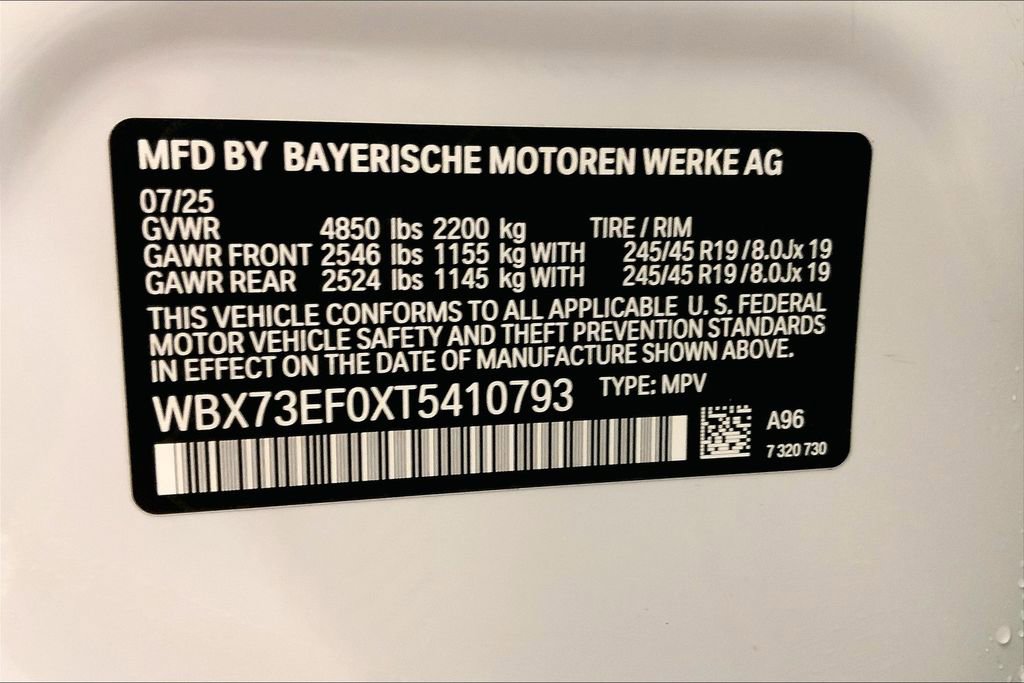 MFD BY BAYERISCHE MOTOREN WERKE AG
07/25
GVWR 4850 lbs 2200 kg TIRE / RIM
GAWR FRONT 2546 lbs 1155 kg WITH 245/45 R19 /8.0Jx 19
GAWR REAR 2524 lbs 1145 kg WITH 245/45 R19 /8.0Jx 19
THIS VEHICLE CONFORMS TO ALL APPLICABLE U. S. FEDERAL
MOTOR VEHICLE SAFETY AND THEFT PREVENTION STANDARDS
IN EFFECT ON THE DATE OF MANUFACTURE SHOWN ABOVE.
WBX73EF0XT5410793 TYPE: MPV
A96
7 320 730